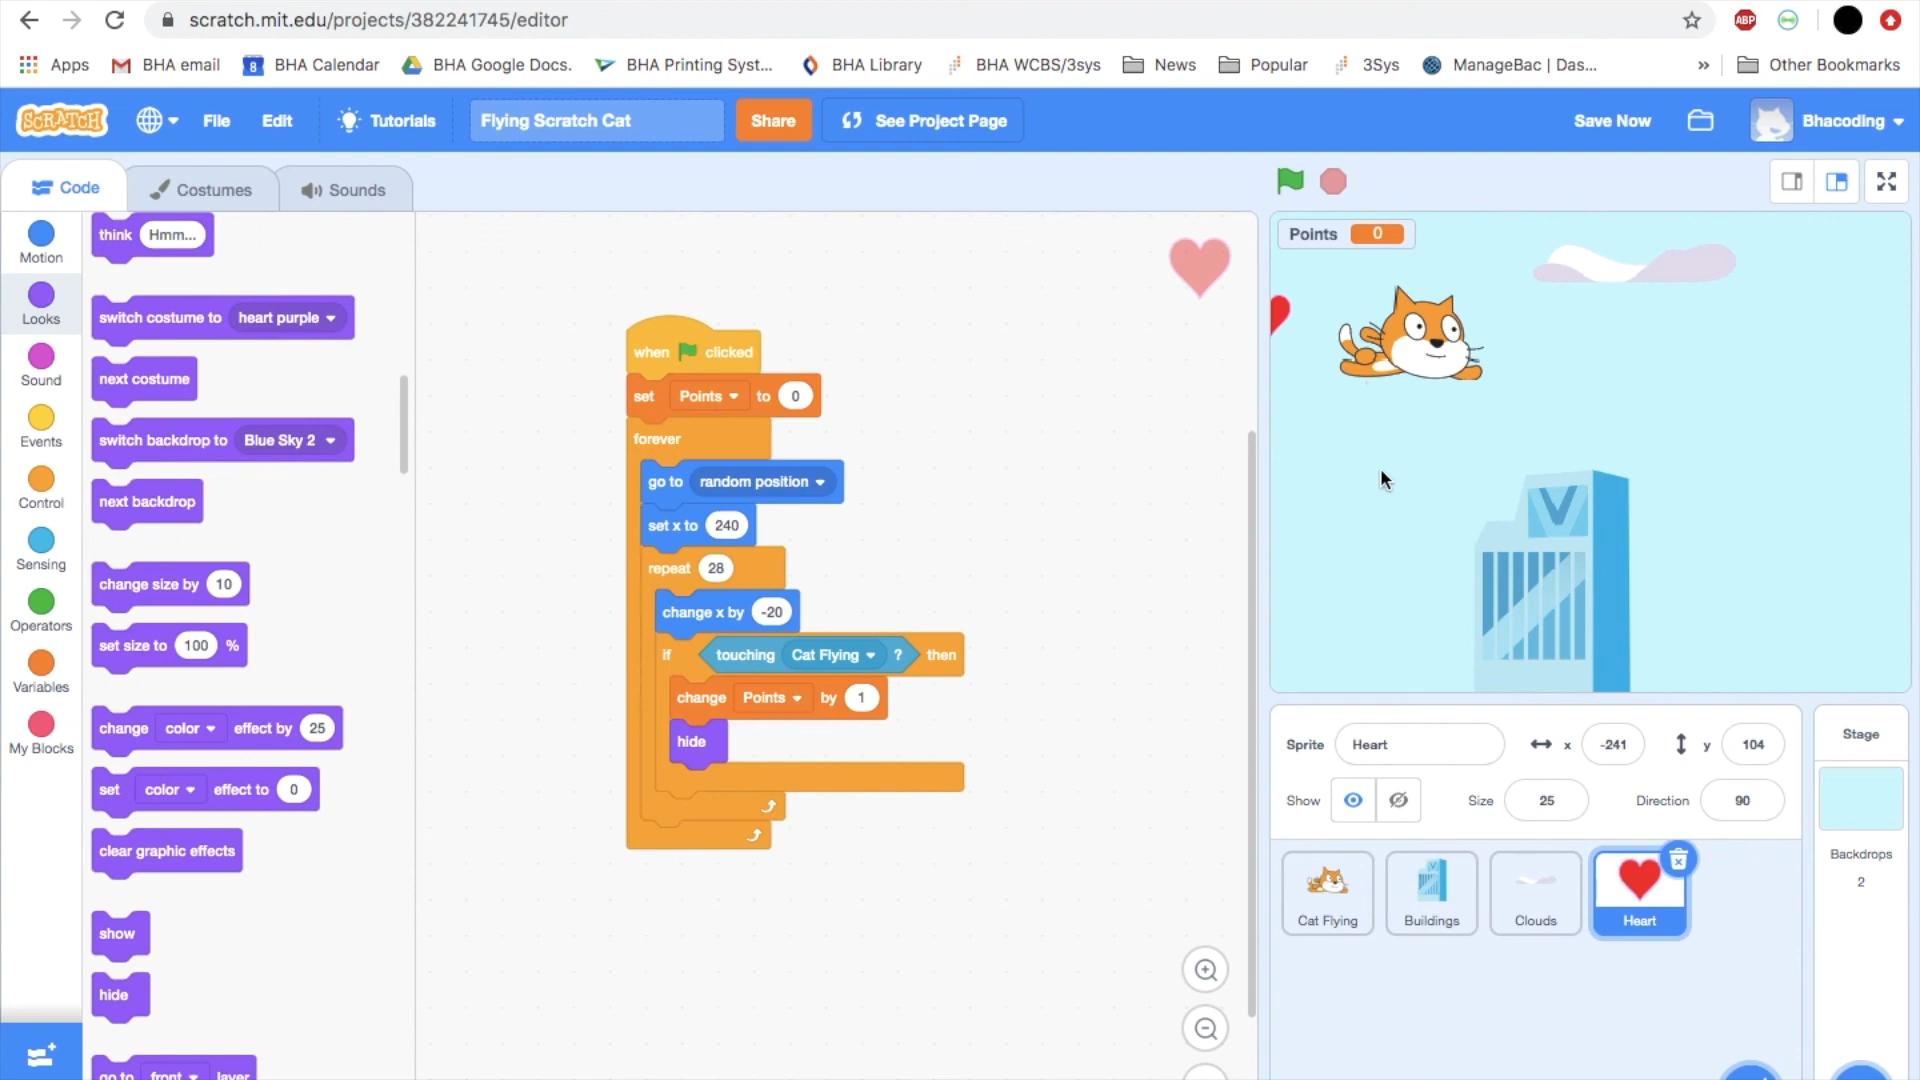 scratch.mit.edu/projects/382241745/editor
ABP
Apps BHA email 8 BHA Calendar BHA Google Docs. BHA Printing Syst... BHA Library BHA WCBS/3sys News Popular 3Sys ManageBac | Das... » Other Bookmarks
SCRATCH File Edit Tutorials Flying Scratch Cat Share See Project Page Save Now Bhacoding
Code Costumes Sounds
Motion
Looks
Sound
Events
Control
Sensing
Operators
Variables
My Blocks
think Hmm...
switch costume to heart purple
next costume
switch backdrop to Blue Sky 2
next backdrop
change size by 10
set size to 100 %
change color effect by 25
set color effect to 0
clear graphic effects
show
hide
go to front layer
when clicked
set Points to 0
forever
go to random position
set x to 240
repeat 28
change x by -20
if touching Cat Flying ? then
change Points by 1
hide
Points 0
V
Sprite Heart x -241 y 104
Show Size 25 Direction 90
Cat Flying Buildings Clouds Heart
V
Stage
Backdrops
2